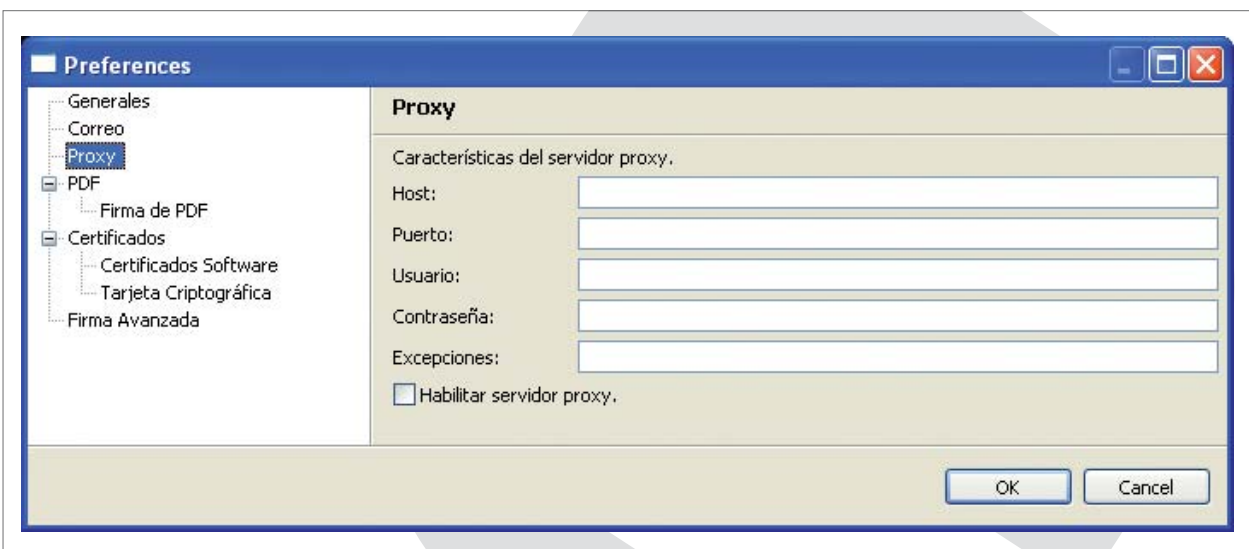 Preferences
Generales
Correo
Proxy
PDF
Firma de PDF
Certificados
Certificados Software
Tarjeta Criptográfica
Firma Avanzada
Proxy
Características del servidor proxy.
Host:
Puerto:
Usuario:
Contraseña:
Excepciones:
Habilitar servidor proxy.
OK
Cancel